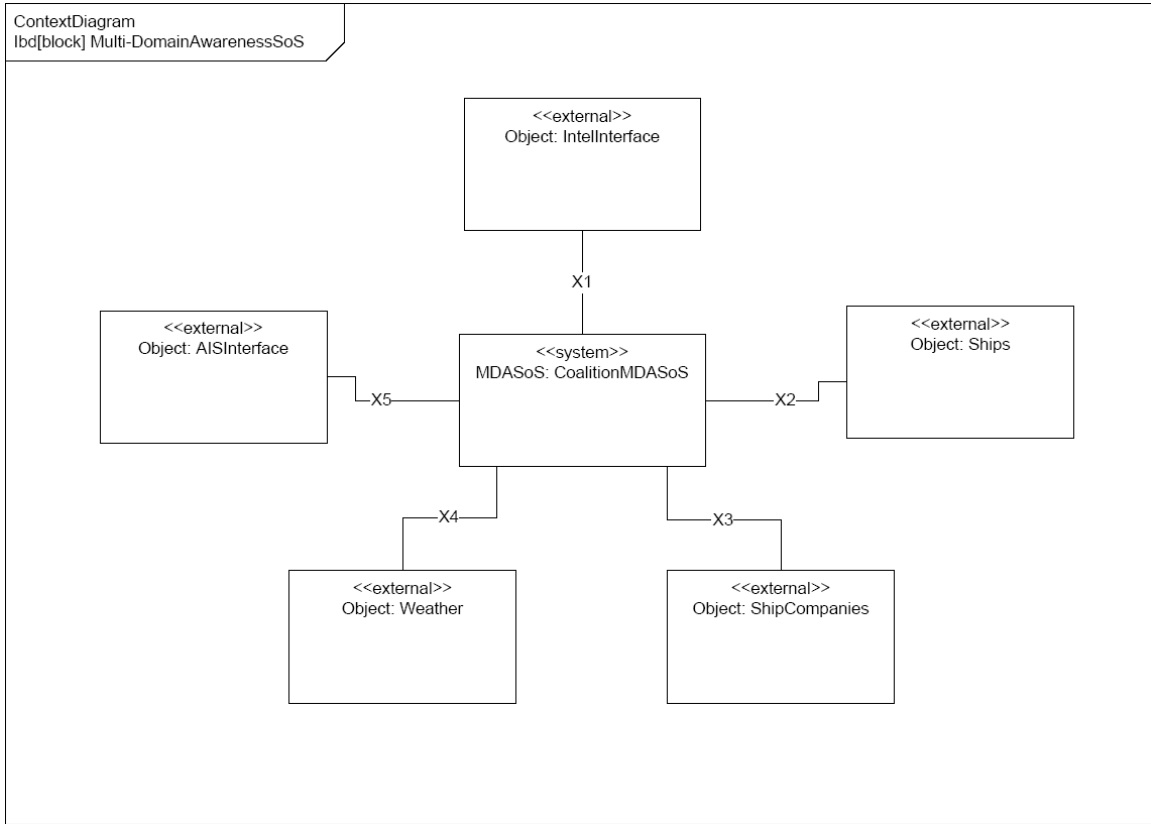 ContextDiagram
Ibd[block] Multi-DomainAwarenessSoS
<<external>>
Object: IntelInterface
X1
<<external>>
Object: AISInterface
<<system>>
MDASoS: CoalitionMDASoS
<<external>>
Object: Ships
X5
X2
X4
X3
<<external>>
Object: Weather
<<external>>
Object: ShipCompanies